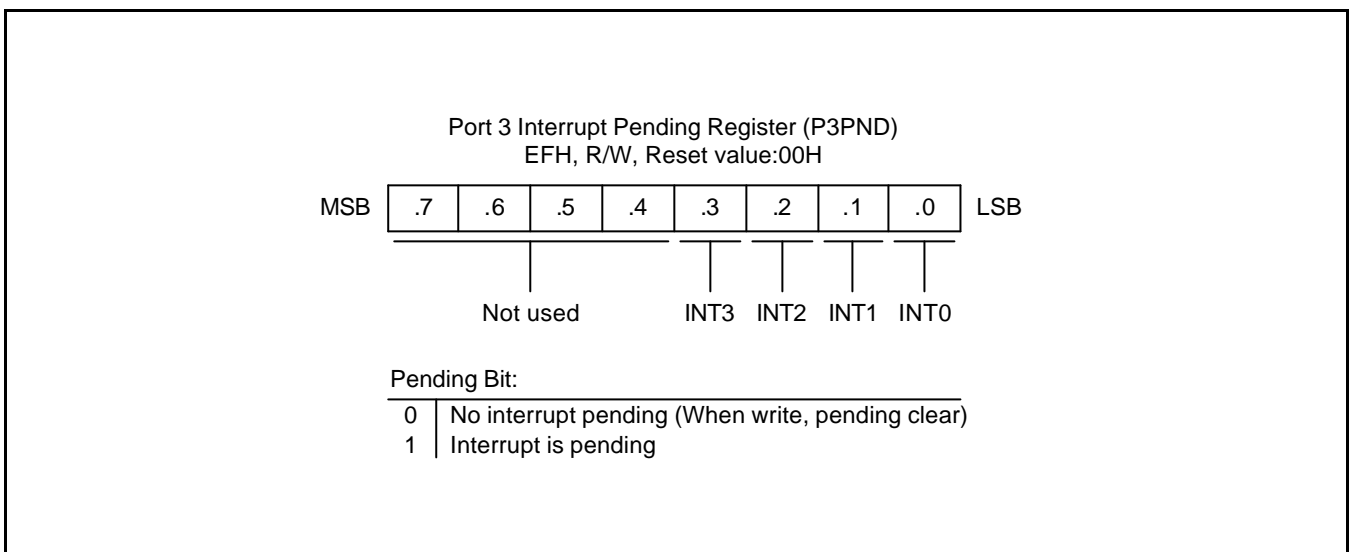 Port 3 Interrupt Pending Register (P3PND)
EFH, R/W, Reset value:00H
MSB .7 .6 .5 .4 .3 .2 .1 .0 LSB
Not used INT3 INT2 INT1 INT0
Pending Bit:
0 No interrupt pending (When write, pending clear)
1 Interrupt is pending